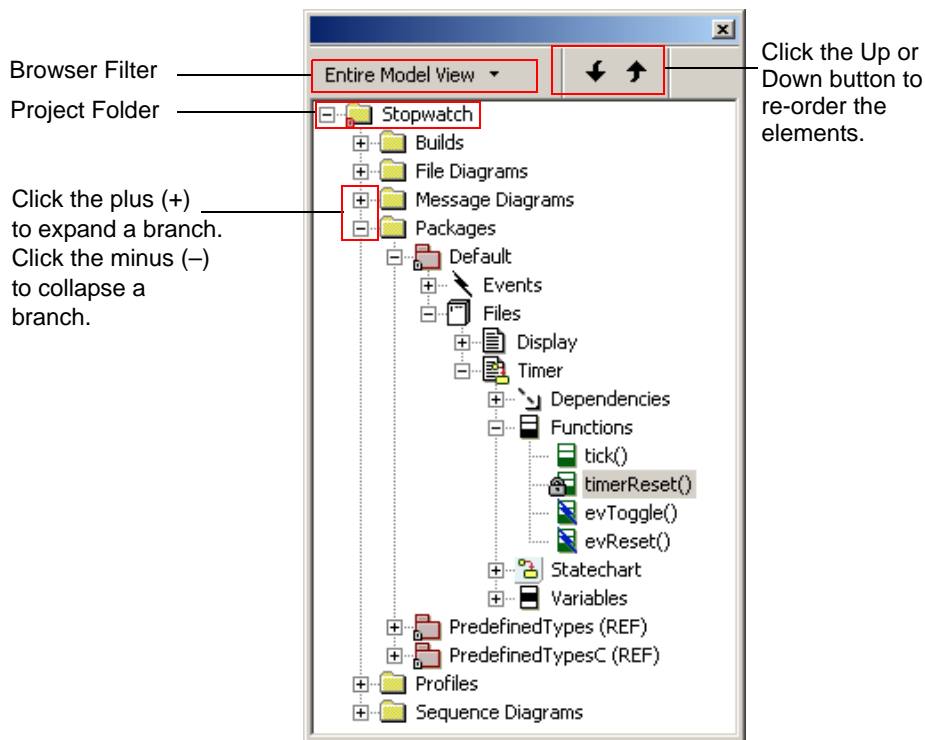 Browser Filter
Project Folder
Click the plus (+)
to expand a branch.
Click the minus (–)
to collapse a
branch.
Entire Model View
Stopwatch
Builds
File Diagrams
Message Diagrams
Packages
Default
Events
Files
Display
Timer
Dependencies
Functions
tick()
timerReset()
evToggle()
evReset()
Statechart
Variables
PredefinedTypes (REF)
PredefinedTypesC (REF)
Profiles
Sequence Diagrams
Click the Up or
Down button to
re-order the
elements.